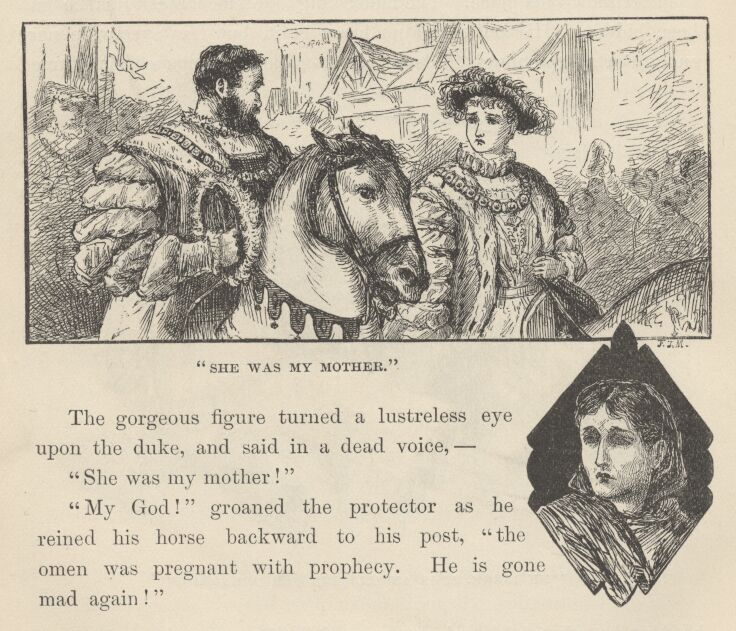 F.T.M.
"SHE WAS MY MOTHER."
The gorgeous figure turned a lustreless eye
upon the duke, and said in a dead voice, —
"She was my mother!"
"My God!" groaned the protector as he
reined his horse backward to his post, "the
omen was pregnant with prophecy. He is gone
mad again!"